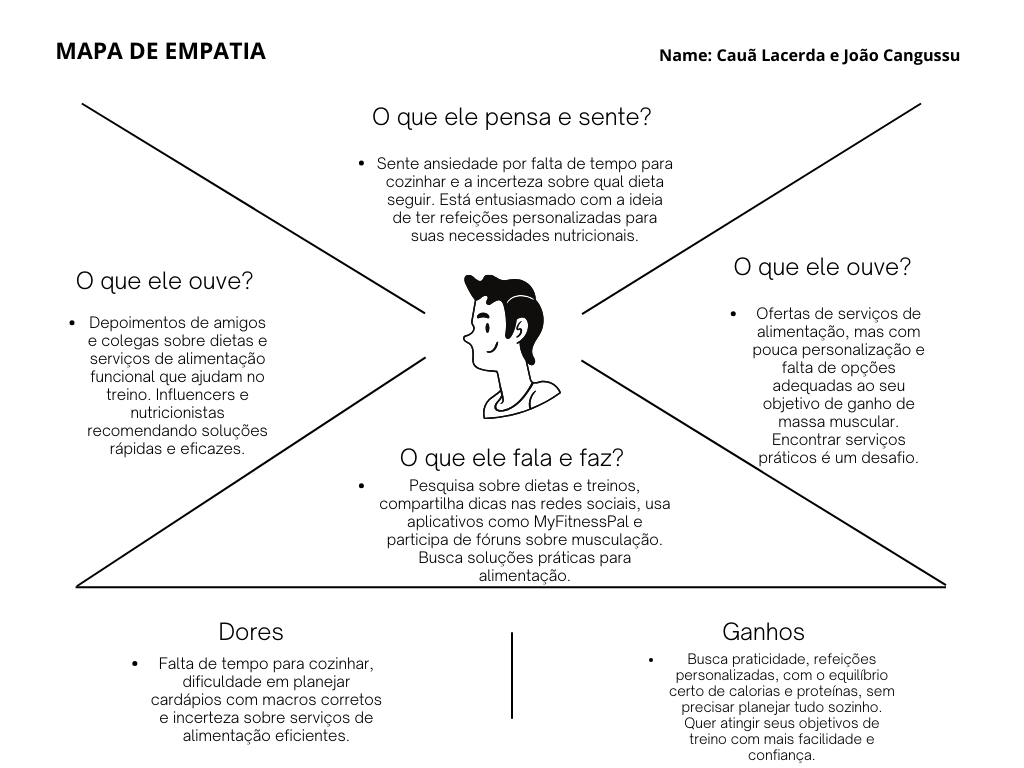 MAPA DE EMPATIA
Name: Cauã Lacerda e João Cangussu
O que ele pensa e sente?
• Sente ansiedade por falta de tempo para
cozinhar e a incerteza sobre qual dieta
seguir. Está entusiasmado com a ideia
de ter refeições personalizadas para
suas necessidades nutricionais.
O que ele ouve?
• Depoimentos de amigos
e colegas sobre dietas e
serviços de alimentação
funcional que ajudam no
treino. Influencers e
nutricionistas
recomendando soluções
rápidas e eficazes.
O que ele ouve?
• Ofertas de serviços de
alimentação, mas com
pouca personalização e
falta de opções
adequadas ao seu
objetivo de ganho de
massa muscular.
Encontrar serviços
práticos é um desafio.
O que ele fala e faz?
• Pesquisa sobre dietas e treinos,
compartilha dicas nas redes sociais, usa
aplicativos como MyFitnessPal e
participa de fóruns sobre musculação.
Busca soluções práticas para
alimentação.
Dores
• Falta de tempo para cozinhar,
dificuldade em planejar
cardápios com macros corretos
e incerteza sobre serviços de
alimentação eficientes.
Ganhos
• Busca praticidade, refeições
personalizadas, com o equilíbrio
certo de calorias e proteínas, sem
precisar planejar tudo sozinho.
Quer atingir seus objetivos de
treino com mais facilidade e
confiança.